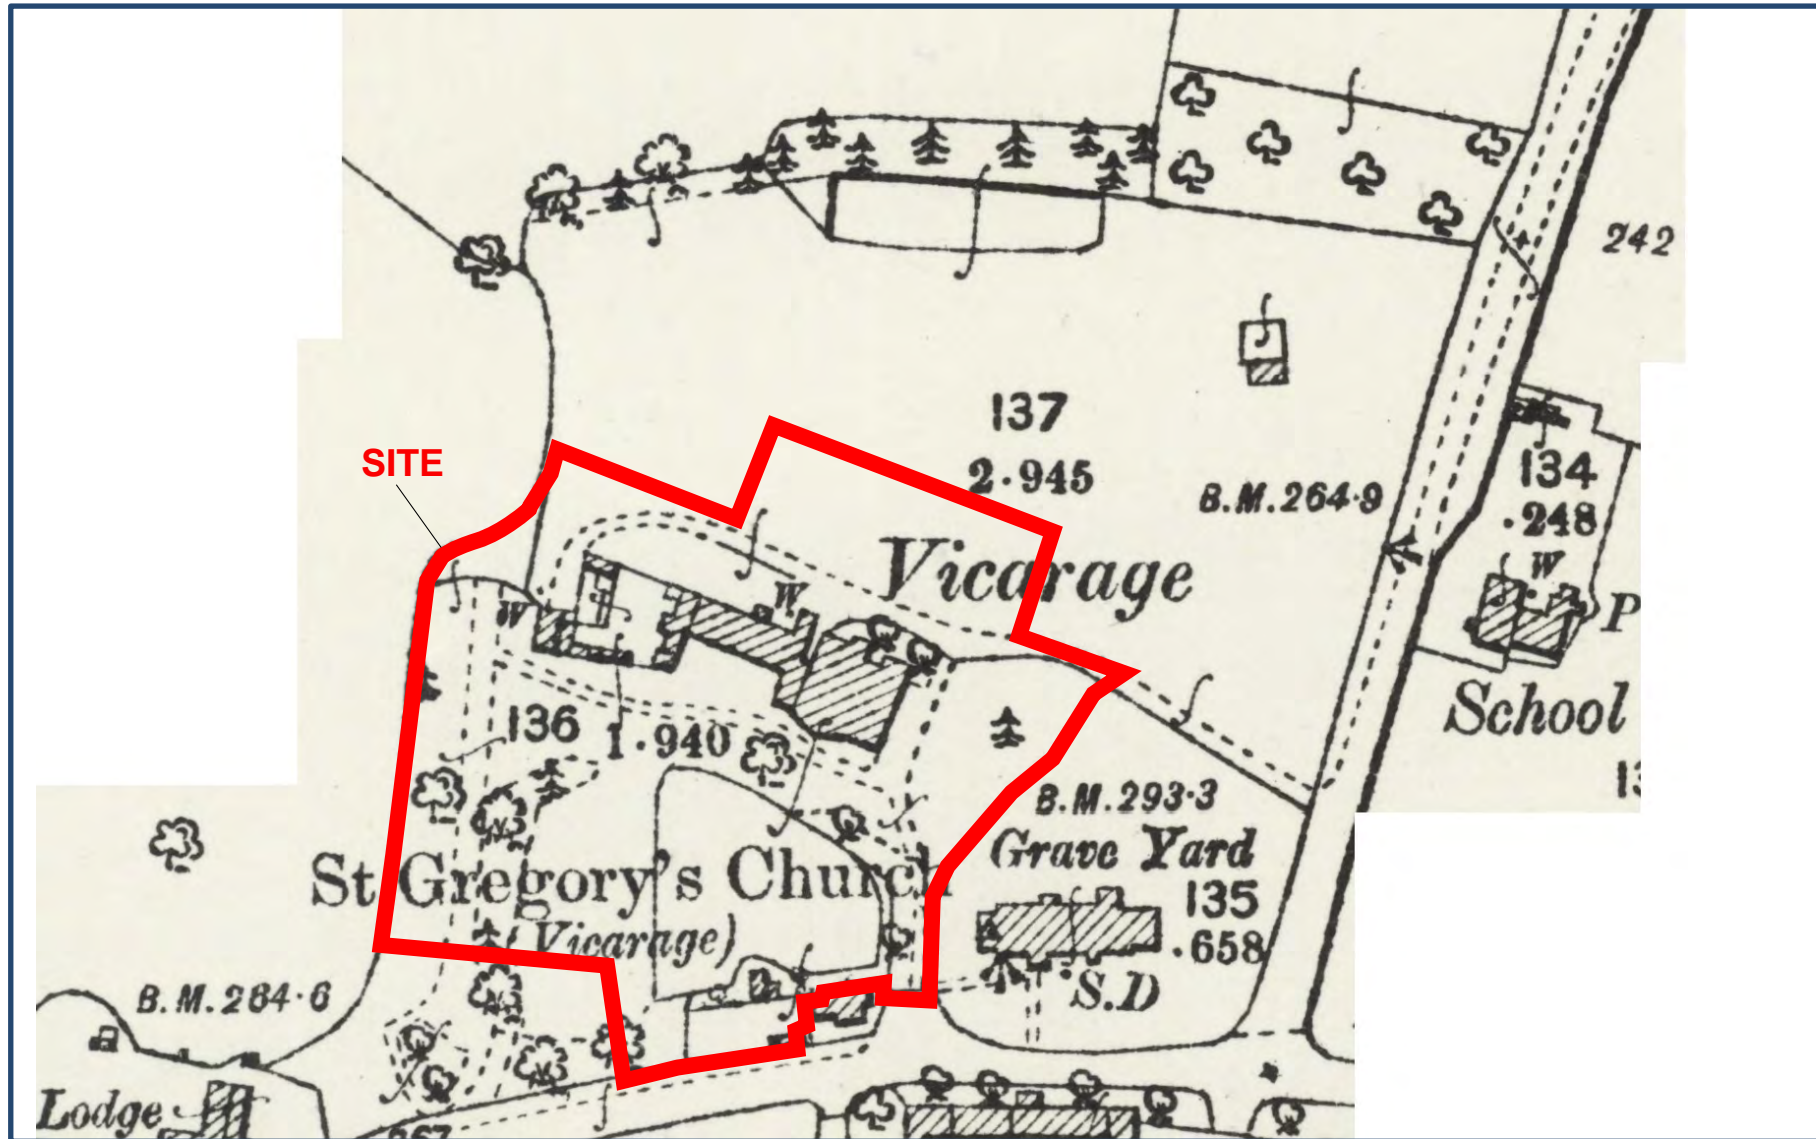 242
137
2.945
B.M. 264.9
134
.248
SITE
Vicarage
W
W
W
P
School
136
1.940
B.M. 293.3
Grave Yard
135
.658
St Gregory's Church
(Vicarage)
S.D
B.M. 284.6
Lodge